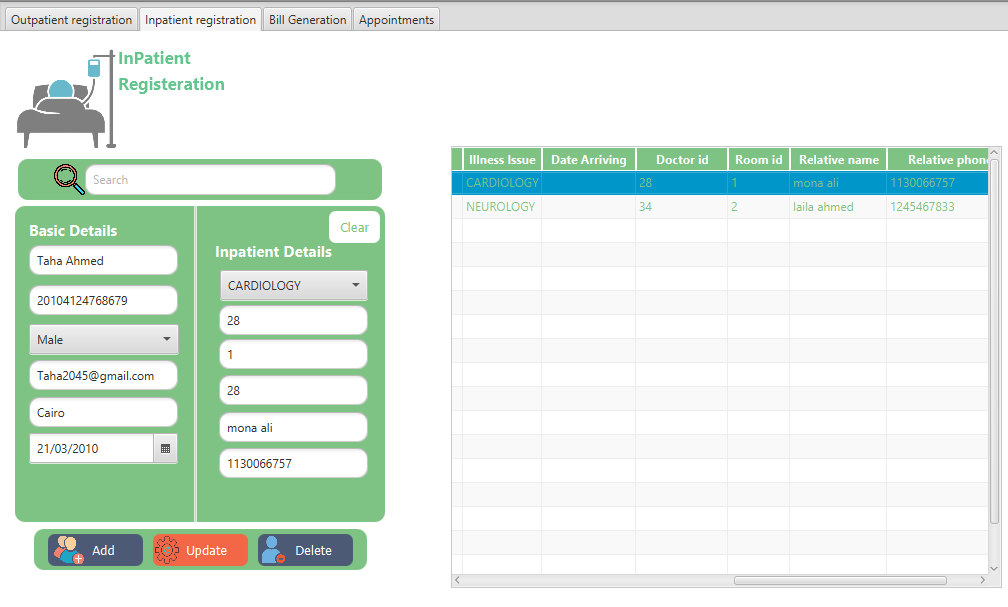 Outpatient registration Inpatient registration Bill Generation Appointments
InPatient
Registeration
Search
Clear
Basic Details
Taha Ahmed
20104124768679
Male
Taha2045@gmail.com
Cairo
21/03/2010
Inpatient Details
CARDIOLOGY
28
1
28
mona ali
1130066757
Add Update Delete
Illness Issue Date Arriving Doctor id Room id Relative name Relative phone
CARDIOLOGY 28 1 mona ali 1130066757
NEUROLOGY 34 2 laila ahmed 1245467833